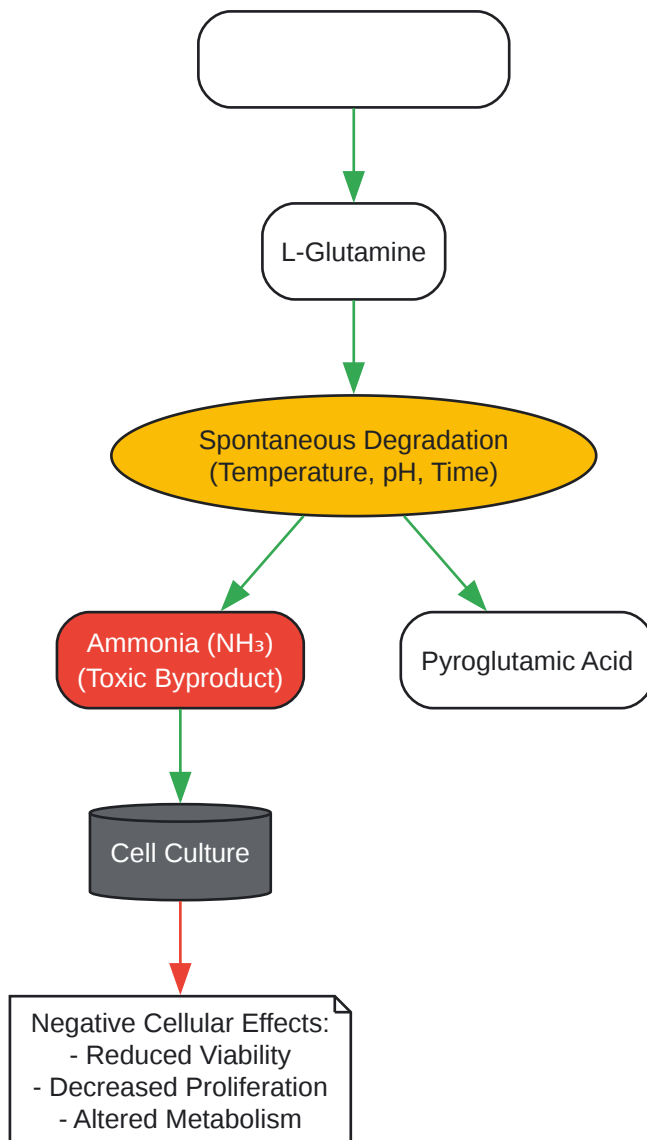 L-Glutamine
Spontaneous Degradation
(Temperature, pH, Time)
Ammonia (NH₃)
(Toxic Byproduct)
Pyroglutamic Acid
Cell Culture
Negative Cellular Effects:
- Reduced Viability
- Decreased Proliferation
- Altered Metabolism